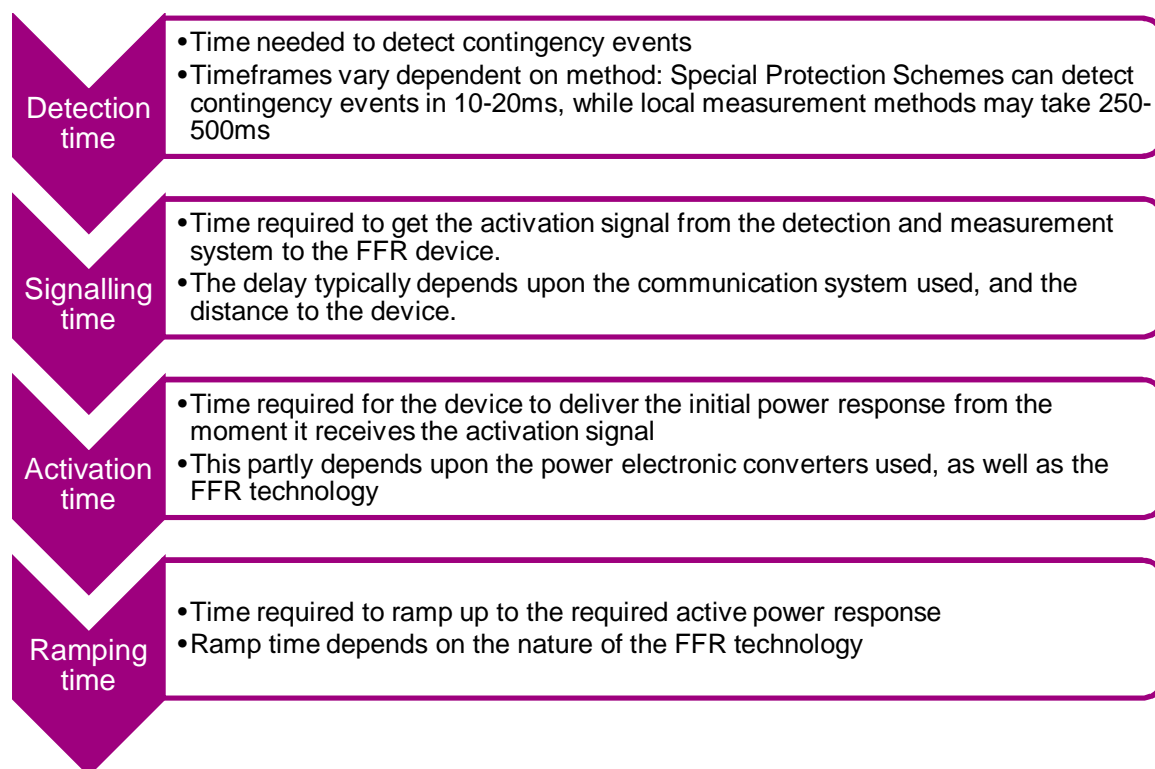 Detection
time
•Time needed to detect contingency events
•Timeframes vary dependent on method: Special Protection Schemes can detect
contingency events in 10-20ms, while local measurement methods may take 250-
500ms
Signalling
time
•Time required to get the activation signal from the detection and measurement
system to the FFR device.
•The delay typically depends upon the communication system used, and the
distance to the device.
Activation
time
•Time required for the device to deliver the initial power response from the
moment it receives the activation signal
•This partly depends upon the power electronic converters used, as well as the
FFR technology
Ramping
time
•Time required to ramp up to the required active power response
•Ramp time depends on the nature of the FFR technology